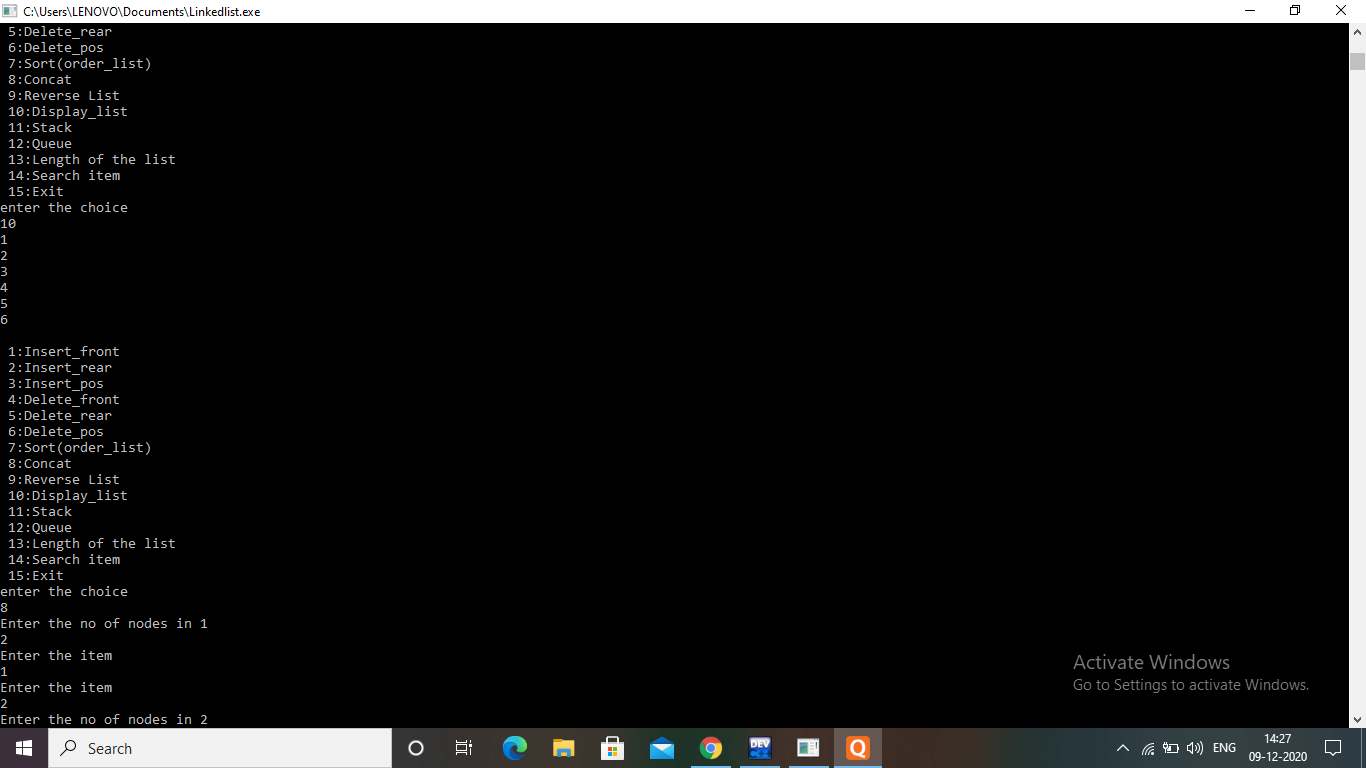 C:\Users\LENOVO\Documents\Linkedlist.exe
5:Delete_rear
6:Delete_pos
7:Sort(order_list)
8:Concat
9:Reverse List
10:Display_list
11:Stack
12:Queue
13:Length of the list
14:Search item
15:Exit
enter the choice
10
1
2
3
4
5
6
1:Insert_front
2:Insert_rear
3:Insert_pos
4:Delete_front
5:Delete_rear
6:Delete_pos
7:Sort(order_list)
8:Concat
9:Reverse List
10:Display_list
11:Stack
12:Queue
13:Length of the list
14:Search item
15:Exit
enter the choice
8
Enter the no of nodes in 1
2
Enter the item
1
Enter the item
2
Enter the no of nodes in 2
Activate Windows
Go to Settings to activate Windows.
Search
DEV
Q
ENG
14:27
09-12-2020